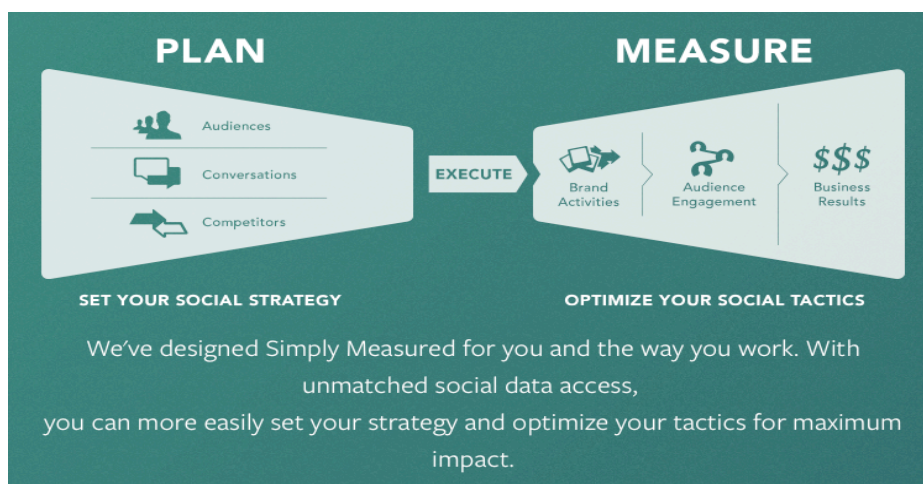 PLAN
Audiences
Conversations
Competitors
SET YOUR SOCIAL STRATEGY
EXECUTE
MEASURE
Brand
Activities
Audience
Engagement
$$$
Business
Results
OPTIMIZE YOUR SOCIAL TACTICS
We've designed Simply Measured for you and the way you work. With
unmatched social data access,
you can more easily set your strategy and optimize your tactics for maximum
impact.